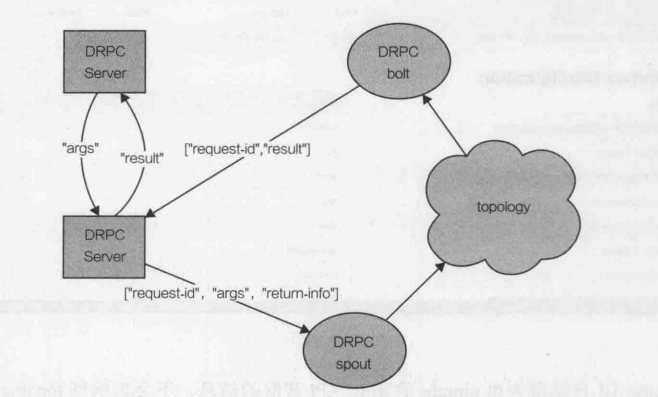 DRPC
Server
DRPC
bolt
"args"
"result"
["request-id","result"]
topology
DRPC
Server
["request-id", "args", "return-info"]
DRPC
spout